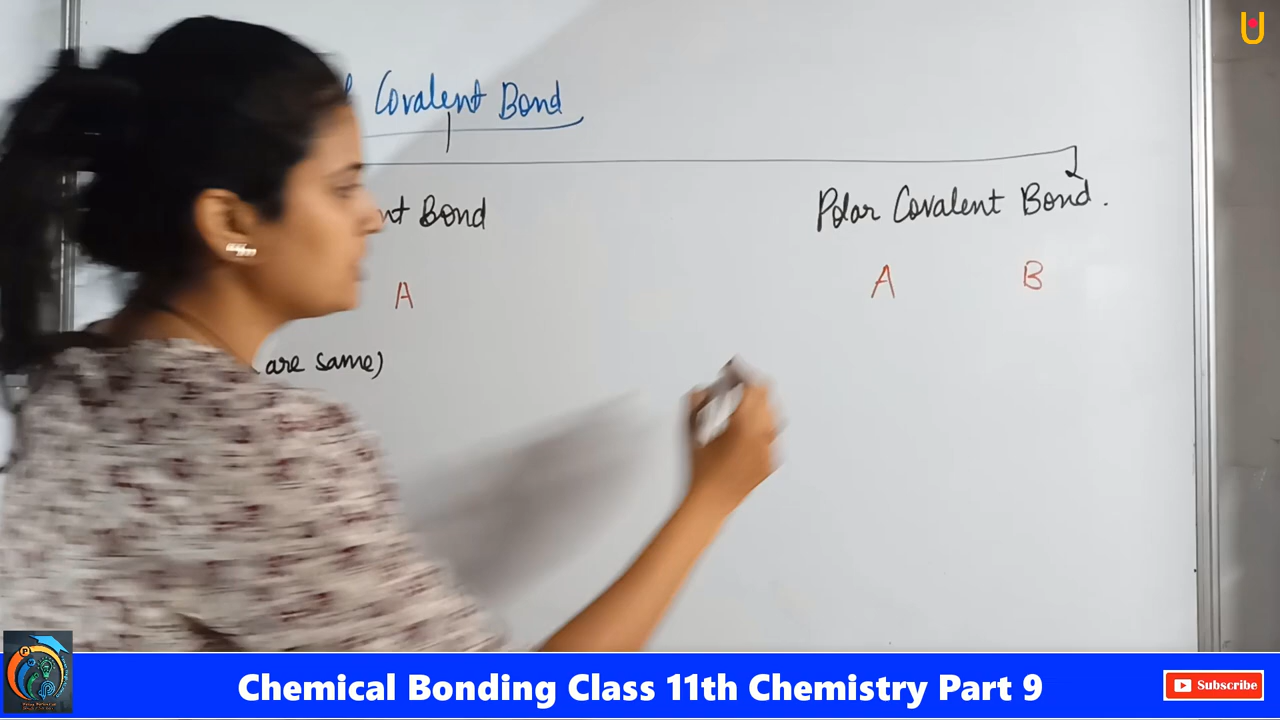 Covalent Bond
Bond
Polar Covalent Bond.
A
A B
are same)
Chemical Bonding Class 11th Chemistry Part 9
Subscribe